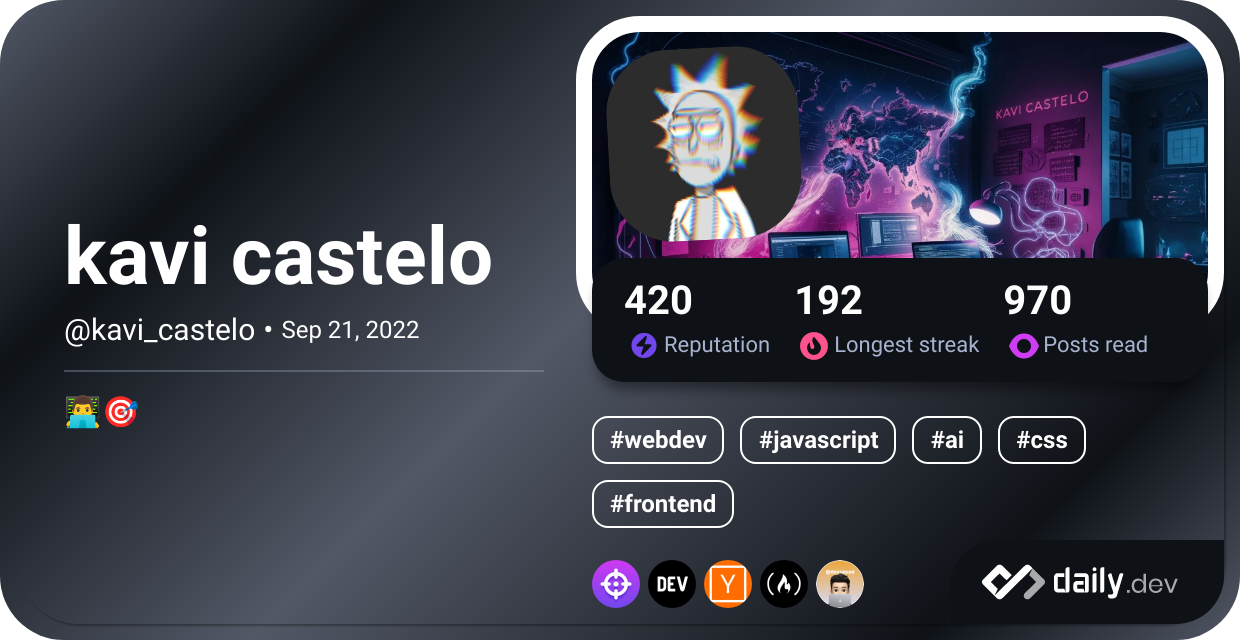 kavi castelo
@kavi_castelo • Sep 21, 2022
KAVI CASTELO
420 192 970
Reputation Longest streak Posts read
#webdev #javascript #ai #css
#frontend
DEV Y
daily.dev